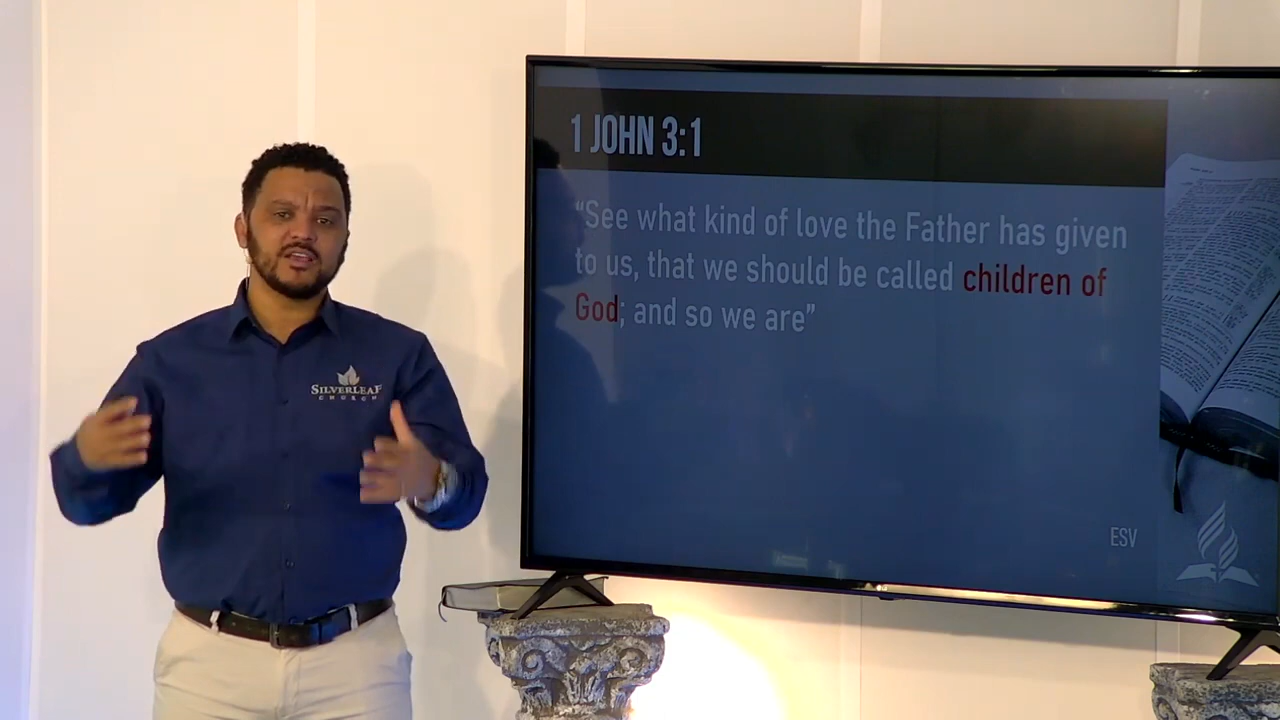 1 JOHN 3:1
“See what kind of love the Father has given
to us, that we should be called children of
God; and so we are”
ESV
SILVERLEAF
CHURCH